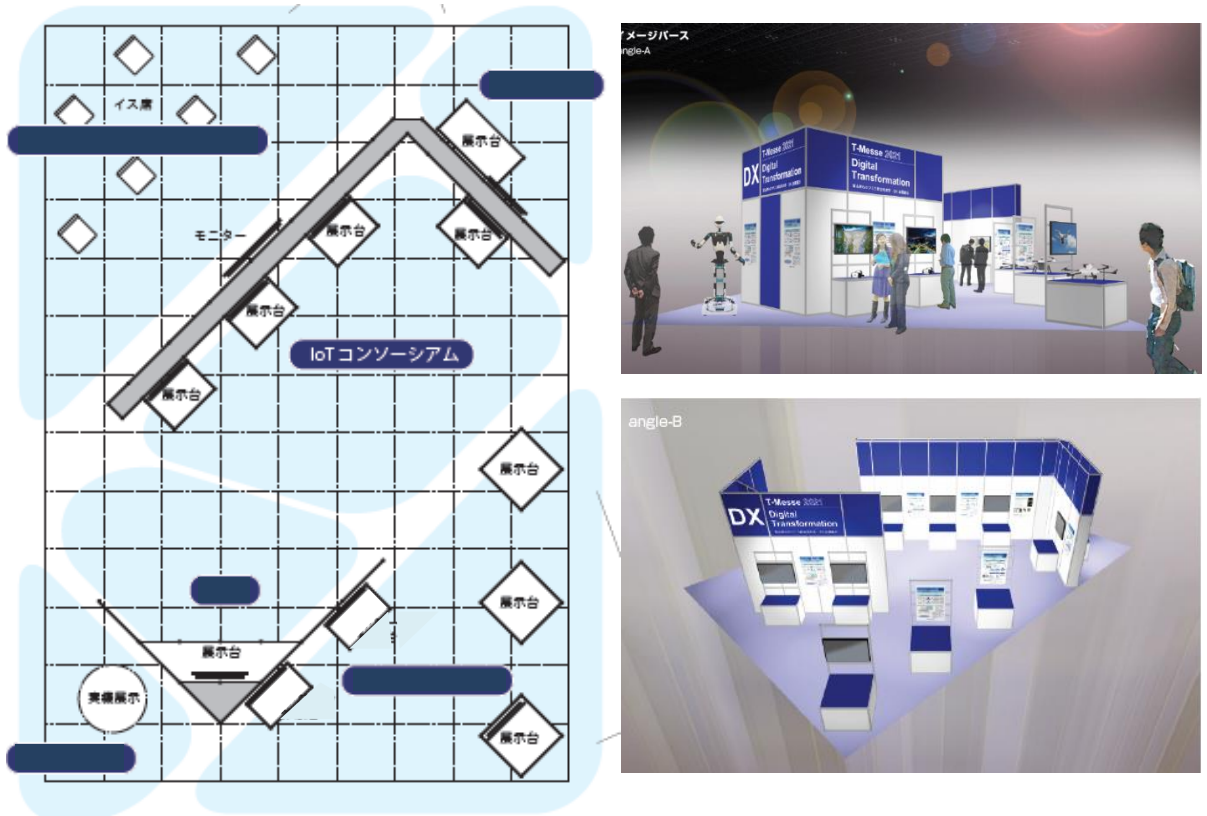 イス席
展示台
モニター
展示台
展示台
展示台
IoTコンソーシアム
展示台
展示台
展示台
展示台
実機展示
展示台
イメージパース
angle-A
DX
T-Messe 2021
Digital
Transformation
T-Messe 2021
Digital
Transformation
angle-B
DX
T-Messe 2021
Digital
Transformation